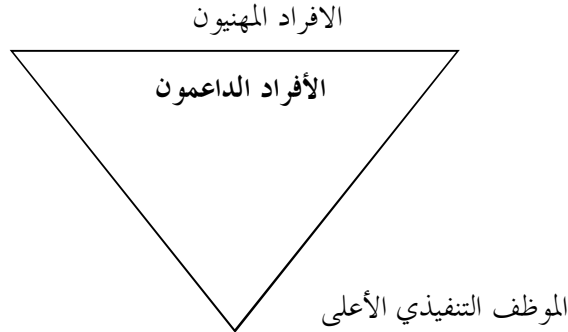 الافراد المهنيون
الأفراد الداعمون
الموظف التنفيذي الأعلى